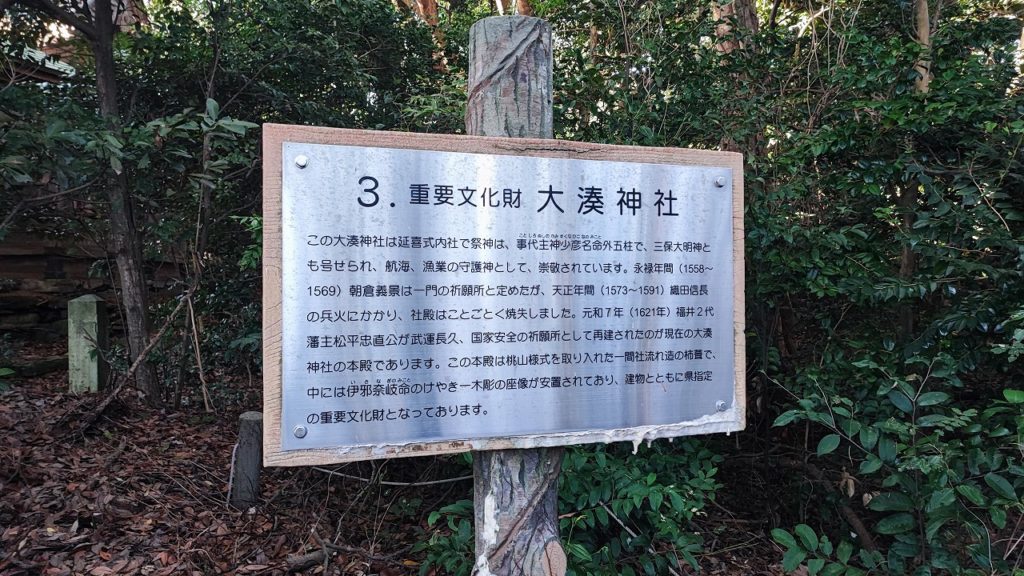 3. 重要文化財 大湊神社
この大湊神社は延喜式内社で祭神は、事代主神少彦名命外五柱で、三保大明神と
も号せられ、航海、漁業の守護神として、崇敬されています。永禄年間（1558〜
1569）朝倉義景は一門の祈願所と定めたが、天正年間（1573〜1591）織田信長
の兵火にかかり、社殿はことごとく焼失しました。元和7年（1621年）福井2代
藩主松平忠直公が武運長久、国家安全の祈願所として再建されたのが現在の大湊
神社の本殿であります。この本殿は桃山様式を取り入れた一間社流れ造の柿葺で、
中には伊邪奈岐命のけやき一木彫の座像が安置されており、建物とともに県指定
の重要文化財となっております。